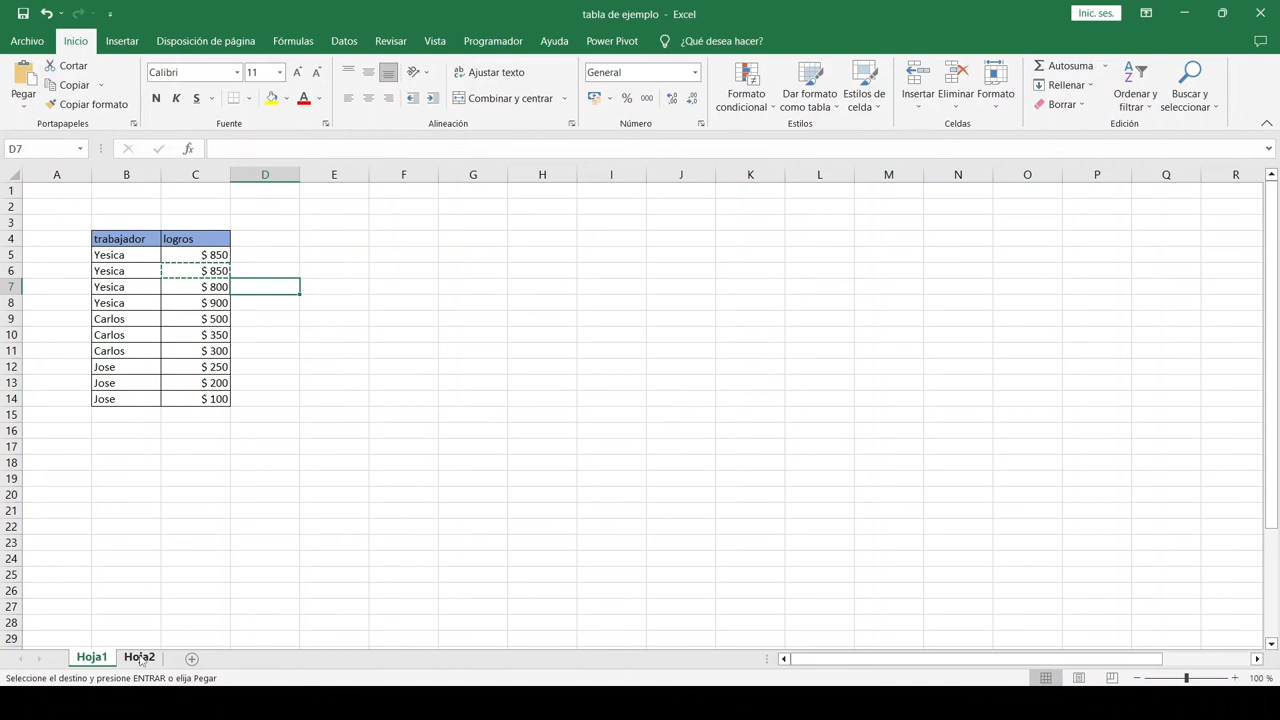 tabla de ejemplo - Excel
Inic. ses.
Archivo Inicio Insertar Disposición de página Fórmulas Datos Revisar Vista Programador Ayuda Power Pivot ¿Qué desea hacer?
Pegar
Cortar
Copiar
Copiar formato
Portapapeles
Calibri 11
N K S
Fuente
Ajustar texto
Combinar y centrar
Alineación
General
% 000
Número
Formato condicional
Dar formato como tabla
Estilos de celda
Estilos
Insertar Eliminar Formato
Celdas
Autosuma
Rellenar
Borrar
Ordenar y filtrar
Buscar y seleccionar
Edición
D7 fx
A B C D E F G H I J K L M N O P Q R
1
2
3
4 trabajador logros
5 Yesica $ 850
6 Yesica $ 850
7 Yesica $ 800
8 Yesica $ 900
9 Carlos $ 500
10 Carlos $ 350
11 Carlos $ 300
12 Jose $ 250
13 Jose $ 200
14 Jose $ 100
15
16
17
18
19
20
21
22
23
24
25
26
27
28
29
Hoja1 Hoja2
Seleccione el destino y presione ENTRAR o elija Pegar
100 %